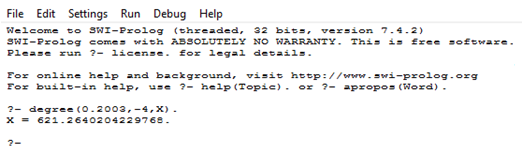 File Edit Settings Run Debug Help
Welcome to SWI-Prolog (threaded, 32 bits, version 7.4.2)
SWI-Prolog comes with ABSOLUTELY NO WARRANTY. This is free software.
Please run ?- license. for legal details.
For online help and background, visit http://www.swi-prolog.org
For built-in help, use ?- help(Topic). or ?- apropos(Word).
?- degree(0.2003,-4,X).
X = 621.2640204229768.
?-